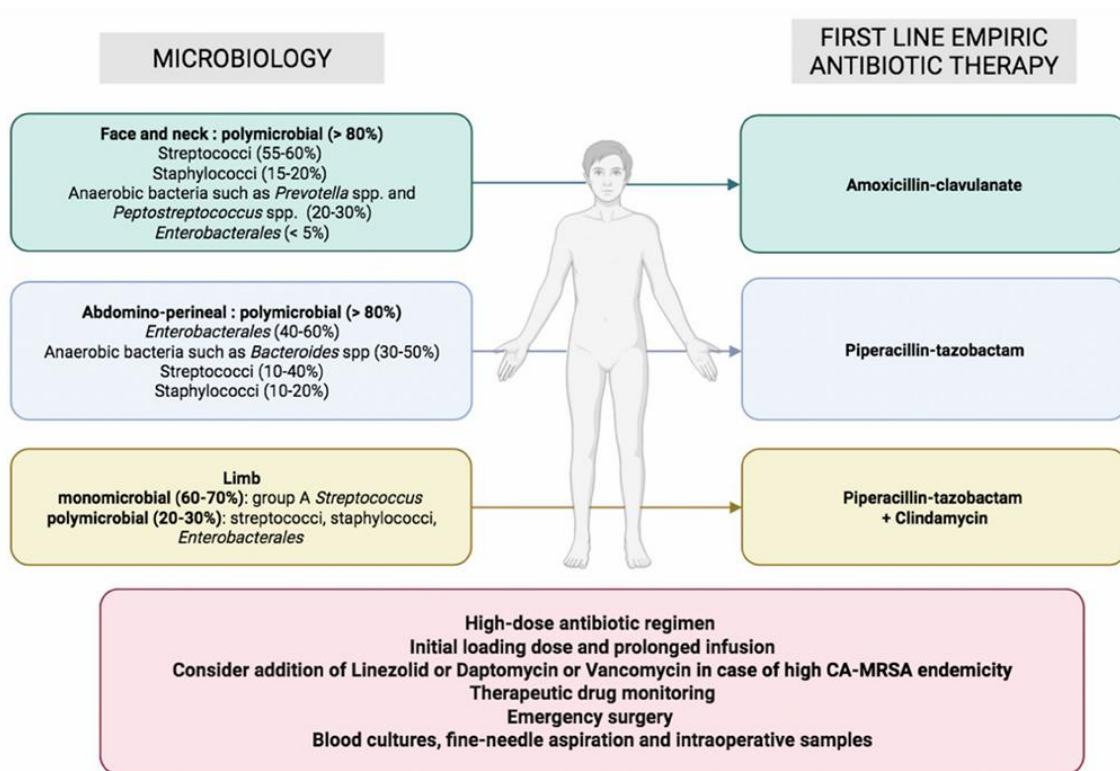 MICROBIOLOGY
FIRST LINE EMPIRIC
ANTIBIOTIC THERAPY
Face and neck : polymicrobial (> 80%)
Streptococci (55-60%)
Staphylococci (15-20%)
Anaerobic bacteria such as Prevotella spp. and
Peptostreptococcus spp. (20-30%)
Enterobacterales (< 5%)
Amoxicillin-clavulanate
Abdomino-perineal : polymicrobial (> 80%)
Enterobacterales (40-60%)
Anaerobic bacteria such as Bacteroides spp (30-50%)
Streptococci (10-40%)
Staphylococci (10-20%)
Piperacillin-tazobactam
Limb
monomicrobial (60-70%): group A Streptococcus
polymicrobial (20-30%): streptococci, staphylococci,
Enterobacterales
Piperacillin-tazobactam
+ Clindamycin
High-dose antibiotic regimen
Initial loading dose and prolonged infusion
Consider addition of Linezolid or Daptomycin or Vancomycin in case of high CA-MRSA endemicity
Therapeutic drug monitoring
Emergency surgery
Blood cultures, fine-needle aspiration and intraoperative samples